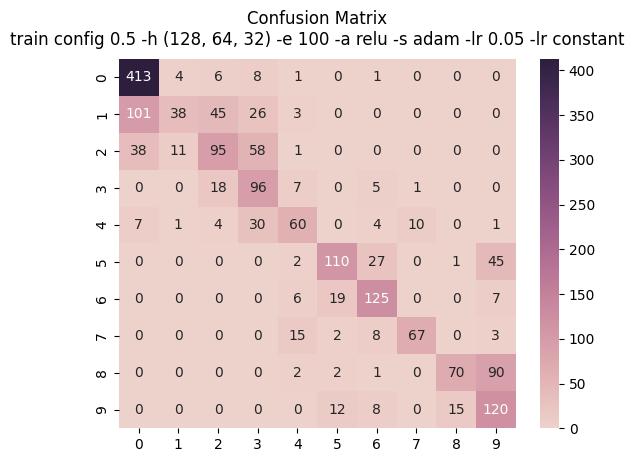 Confusion Matrix
train config 0.5 -h (128, 64, 32) -e 100 -a relu -s adam -lr 0.05 -lr constant
0 413 4 6 8 1 0 1 0 0 0
1 101 38 45 26 3 0 0 0 0 0
2 38 11 95 58 1 0 0 0 0 0
3 0 0 18 96 7 0 5 1 0 0
4 7 1 4 30 60 0 4 10 0 1
5 0 0 0 0 2 110 27 0 1 45
6 0 0 0 0 6 19 125 0 0 7
7 0 0 0 0 15 2 8 67 0 3
8 0 0 0 0 2 2 1 0 70 90
9 0 0 0 0 0 12 8 0 15 120
0 1 2 3 4 5 6 7 8 9
400
350
300
250
200
150
100
50
0